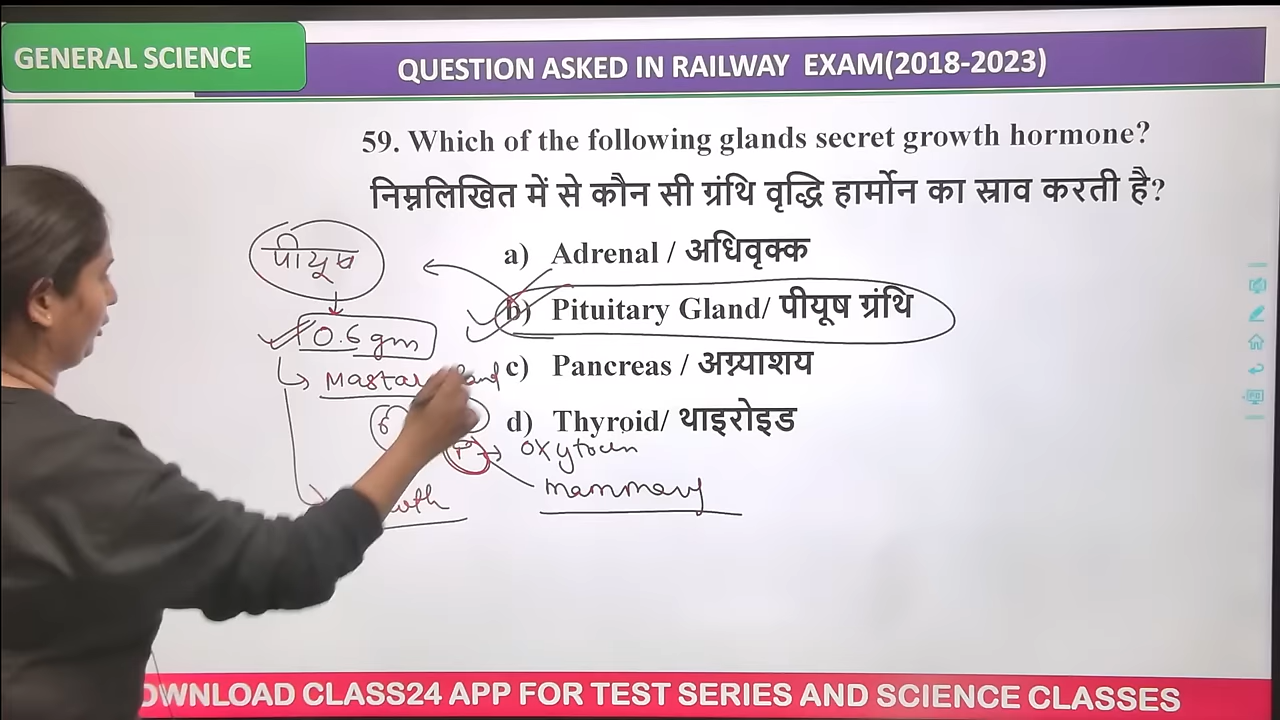 GENERAL SCIENCE
QUESTION ASKED IN RAILWAY EXAM(2018-2023)
59. Which of the following glands secret growth hormone?
निम्नलिखित में से कौन सी ग्रंथि वृद्धि हार्मोन का स्राव करती है?
a) Adrenal / अधिवृक्क
b) Pituitary Gland/ पीयूष ग्रंथि
c) Pancreas / अग्न्याशय
d) Thyroid/ थाइरोइड
पीयूष
0.6 gm
Mastar
oxytocin
mammary
OWNLOAD CLASS24 APP FOR TEST SERIES AND SCIENCE CLASSES